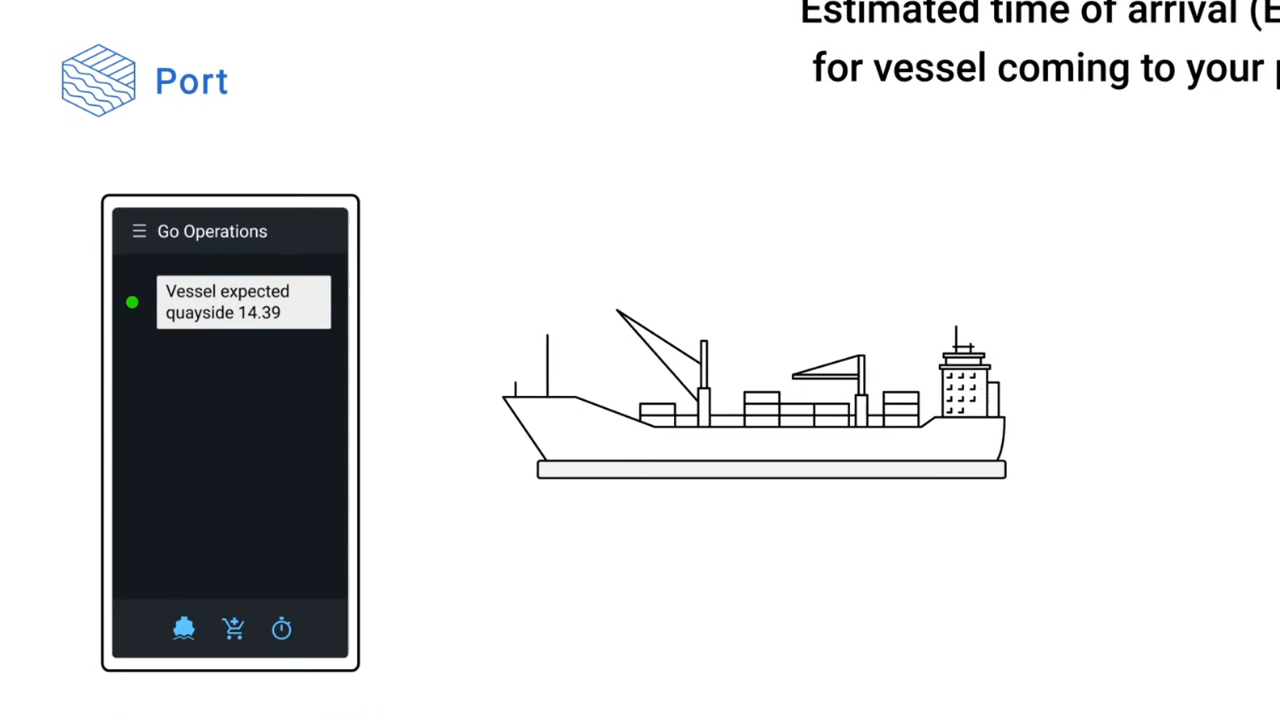 Estimated time of arrival (E
for vessel coming to your
Port
Go Operations
Vessel expected
quayside 14.39